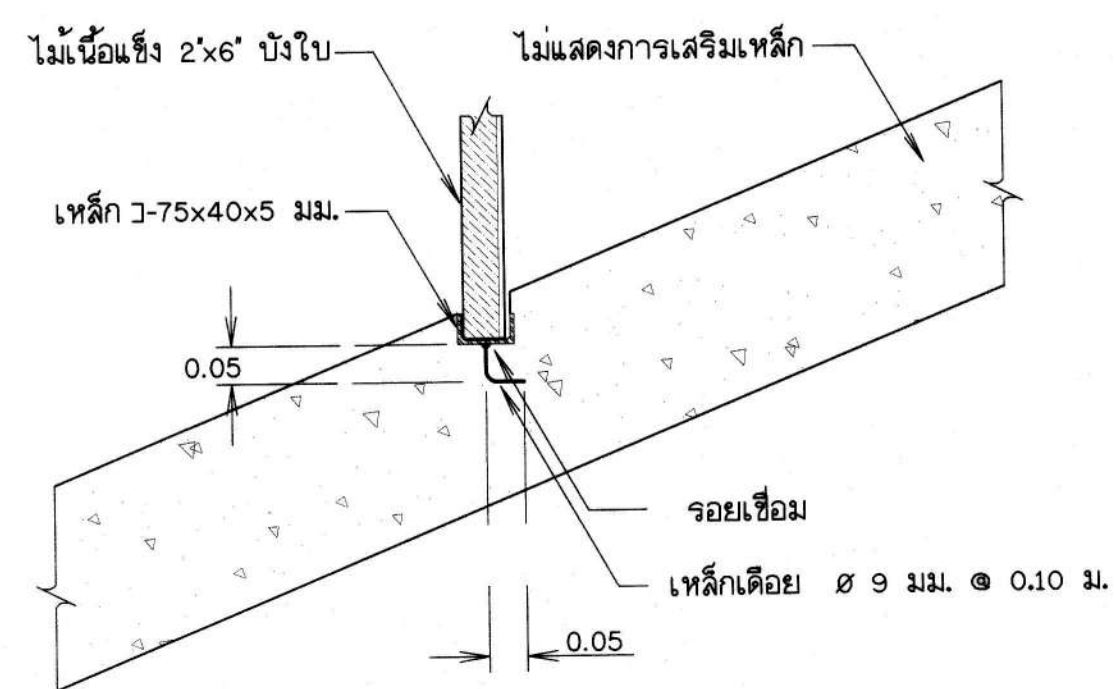 ไม้เนื้อแข็ง 2"x6" บังใบ
ไม่แสดงการเสริมเหล็ก
เหล็ก ⊐-75x40x5 มม.
0.05
รอยเชื่อม
เหล็กเดือย Ø 9 มม. @ 0.10 ม.
0.05